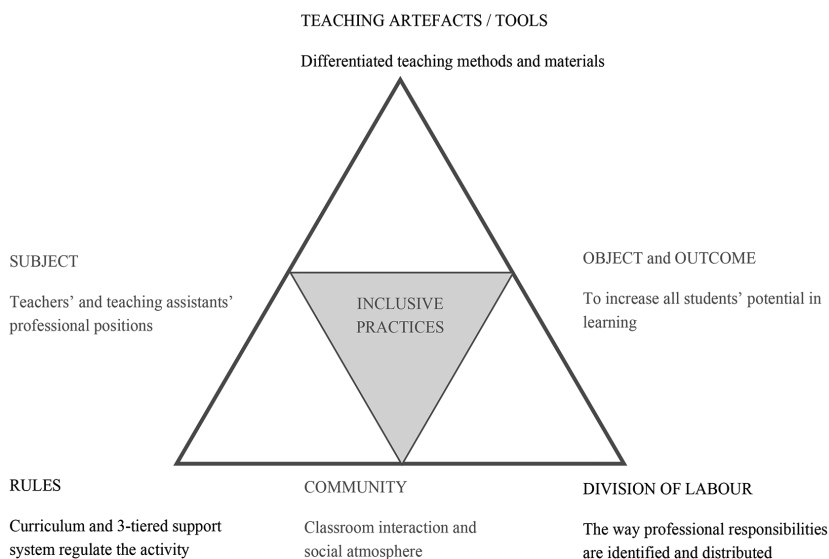 TEACHING ARTEFACTS / TOOLS
Differentiated teaching methods and materials
SUBJECT
Teachers’ and teaching assistants’
professional positions
OBJECT and OUTCOME
To increase all students’ potential in
learning
INCLUSIVE
PRACTICES
RULES
Curriculum and 3-tiered support
system regulate the activity
COMMUNITY
Classroom interaction and
social atmosphere
DIVISION OF LABOUR
The way professional responsibilities
are identified and distributed